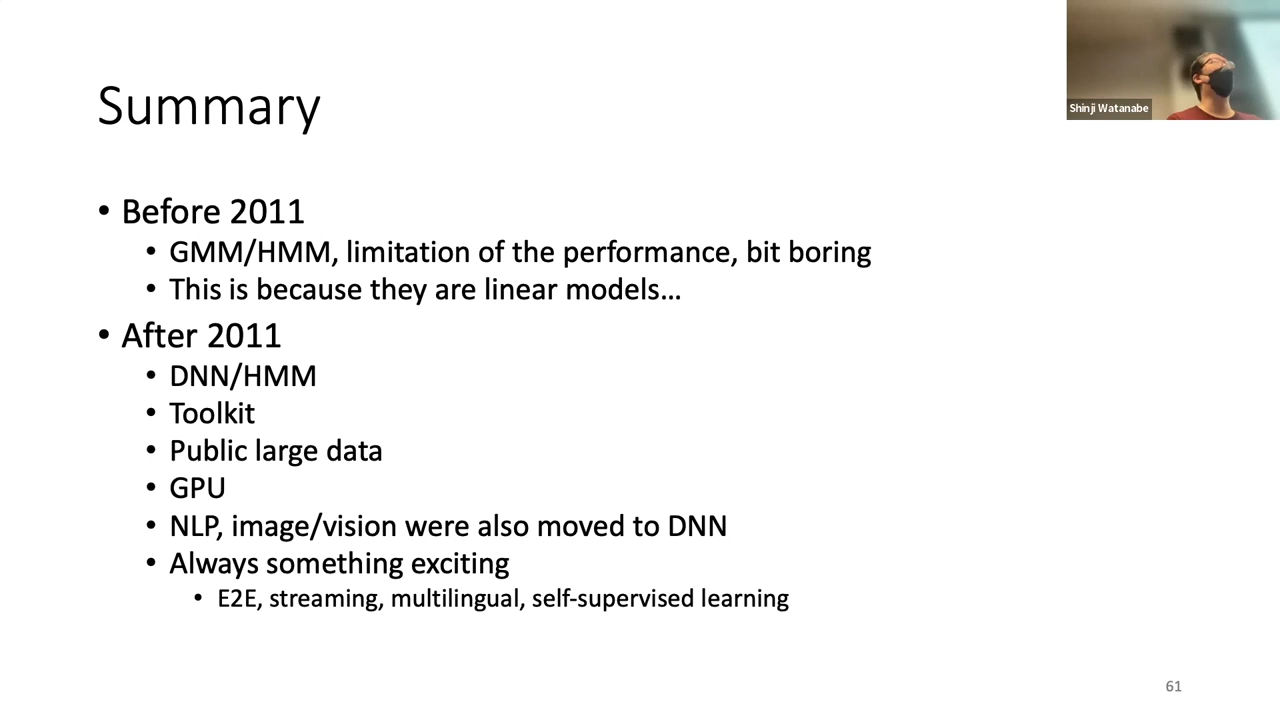 Shinji Watanabe
Summary
• Before 2011
• GMM/HMM, limitation of the performance, bit boring
• This is because they are linear models…
• After 2011
• DNN/HMM
• Toolkit
• Public large data
• GPU
• NLP, image/vision were also moved to DNN
• Always something exciting
• E2E, streaming, multilingual, self-supervised learning
61